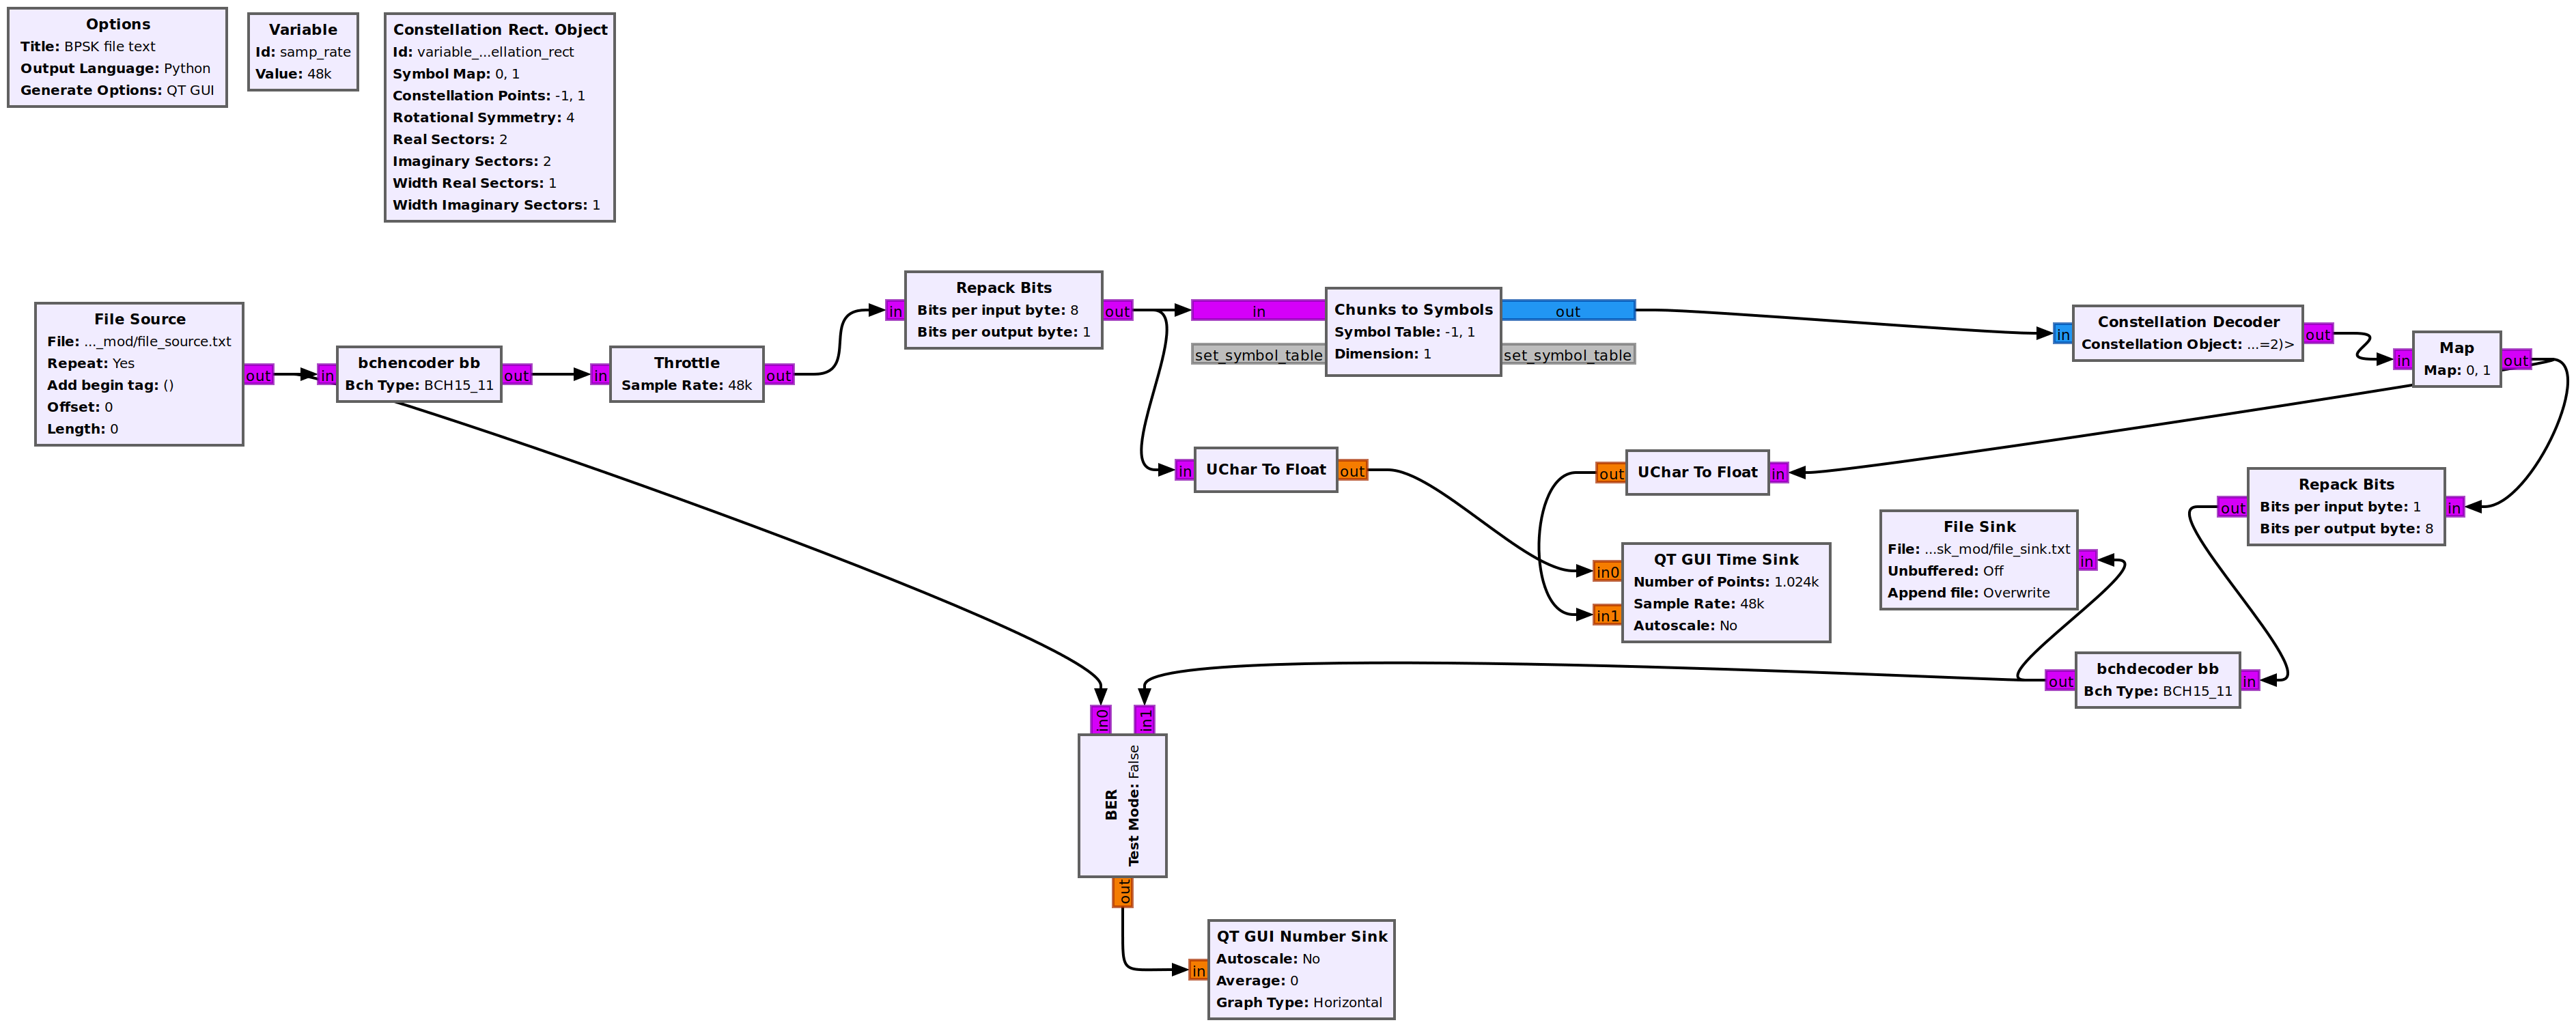 Options
Title: BPSK file text
Output Language: Python
Generate Options: QT GUI
Variable
Id: samp_rate
Value: 48k
Constellation Rect. Object
Id: variable_...ellation_rect
Symbol Map: 0, 1
Constellation Points: -1, 1
Rotational Symmetry: 4
Real Sectors: 2
Imaginary Sectors: 2
Width Real Sectors: 1
Width Imaginary Sectors: 1
File Source
File: ..._mod/file_source.txt
Repeat: Yes
Add begin tag: ()
Offset: 0
Length: 0
out
in
bchencoder bb
Bch Type: BCH15_11
out
in
Throttle
Sample Rate: 48k
out
in
Repack Bits
Bits per input byte: 8
Bits per output byte: 1
out
in
set_symbol_table
Chunks to Symbols
Symbol Table: -1, 1
Dimension: 1
out
set_symbol_table
in
Constellation Decoder
Constellation Object: ...=2)>
out
in
Map
Map: 0, 1
out
in
UChar To Float
out
out
UChar To Float
in
out
Repack Bits
Bits per input byte: 1
Bits per output byte: 8
in
in0
in1
QT GUI Time Sink
Number of Points: 1.024k
Sample Rate: 48k
Autoscale: No
File Sink
File: ...sk_mod/file_sink.txt
Unbuffered: Off
Append file: Overwrite
in
out
bchdecoder bb
Bch Type: BCH15_11
in
in0
in1
BER
Test Mode: False
out
in
QT GUI Number Sink
Autoscale: No
Average: 0
Graph Type: Horizontal